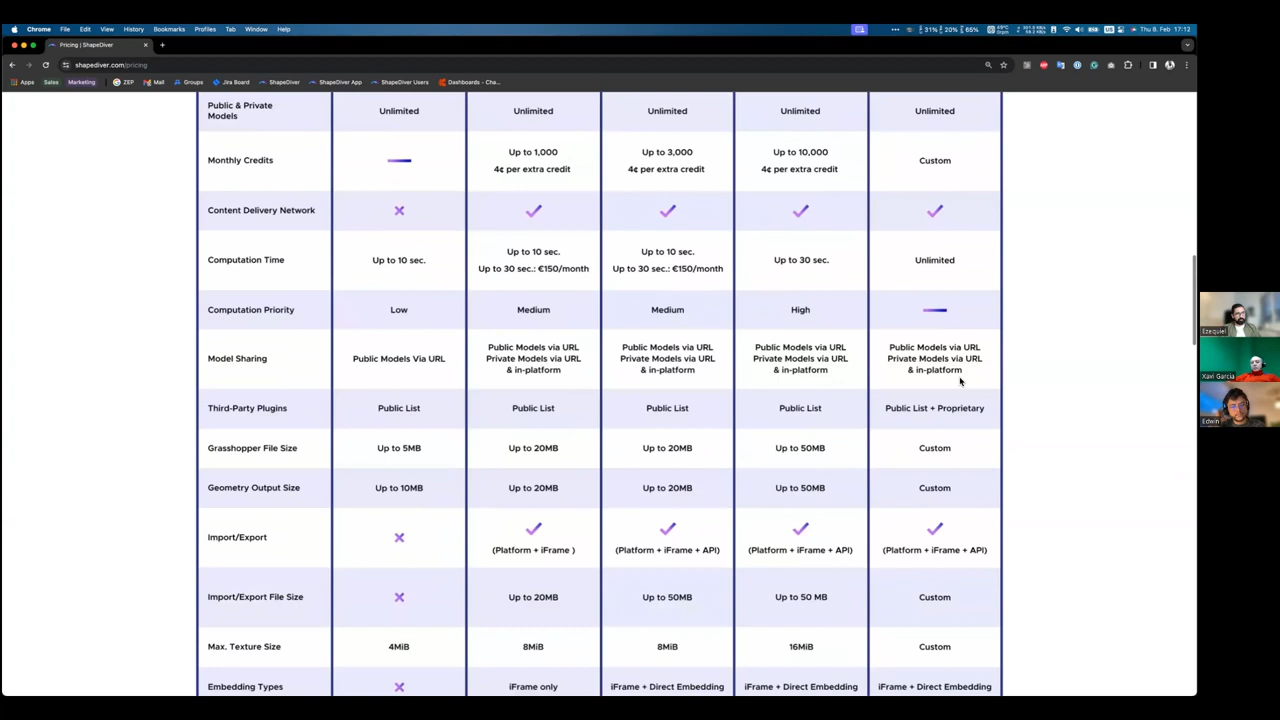 Chrome File Edit View History Bookmarks Profiles Tab Window Help
31% 20% 65% Thu 8. Feb 17:12
Pricing | ShapeDiver
shapediver.com/pricing
Apps Sales Marketing ZEP Mail Groups Jira Board ShapeDiver ShapeDiver App ShapeDiver Users Dashboards - Cha...
Public & Private
Models
Unlimited Unlimited Unlimited Unlimited Unlimited
Monthly Credits
Up to 1,000 Up to 3,000 Up to 10,000 Custom
4¢ per extra credit 4¢ per extra credit 4¢ per extra credit
Content Delivery Network
Computation Time
Up to 10 sec. Up to 10 sec. Up to 10 sec. Up to 30 sec. Unlimited
Up to 30 sec.: €150/month Up to 30 sec.: €150/month
Computation Priority Low Medium Medium High
Model Sharing
Public Models Via URL
Public Models via URL Public Models via URL Public Models via URL Public Models via URL
Private Models via URL Private Models via URL Private Models via URL Private Models via URL
& in-platform & in-platform & in-platform & in-platform
Third-Party Plugins Public List Public List Public List Public List Public List + Proprietary
Grasshopper File Size Up to 5MB Up to 20MB Up to 20MB Up to 50MB Custom
Geometry Output Size Up to 10MB Up to 20MB Up to 20MB Up to 50MB Custom
Import/Export
(Platform + iFrame ) (Platform + iFrame + API) (Platform + iFrame + API) (Platform + iFrame + API)
Import/Export File Size Up to 20MB Up to 50MB Up to 50 MB Custom
Max. Texture Size 4MiB 8MiB 8MiB 16MiB Custom
Embedding Types iFrame only iFrame + Direct Embedding iFrame + Direct Embedding iFrame + Direct Embedding
Ezequiel
Xavi Garcia
Edwin